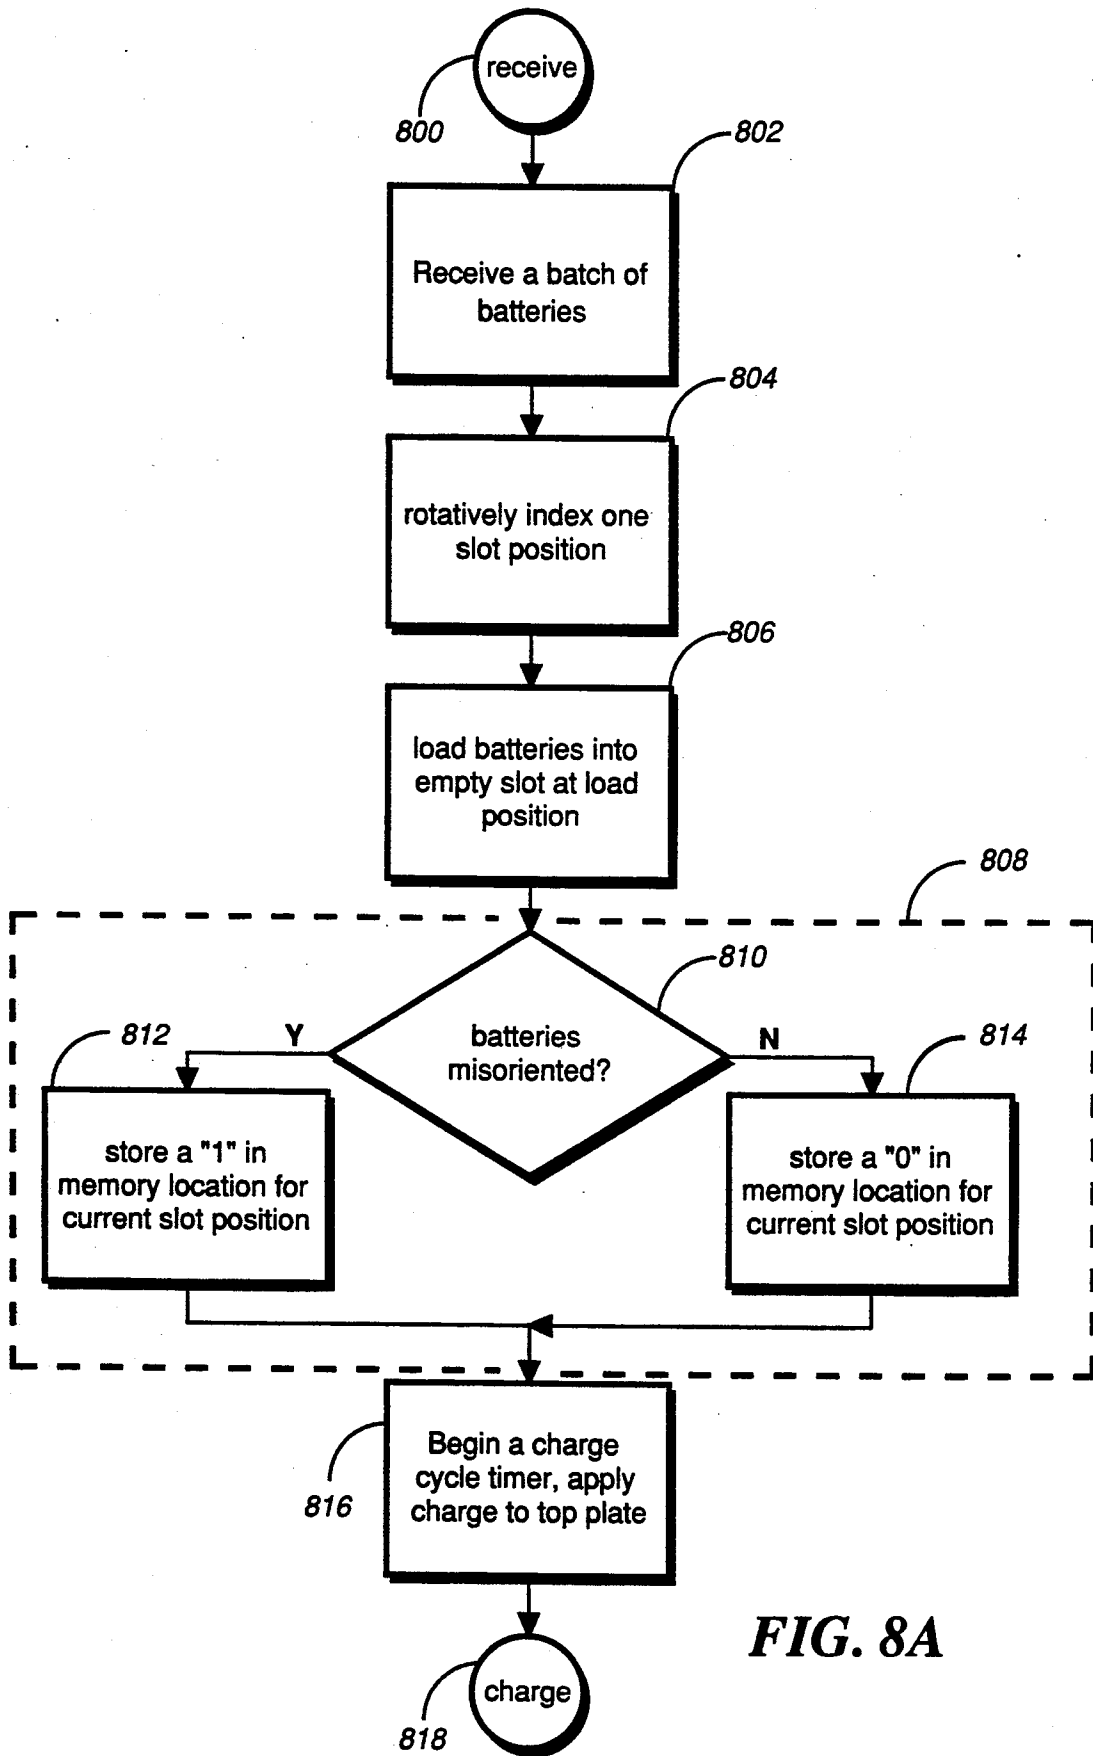 receive
800
802
Receive a batch of
batteries
804
rotatively index one
slot position
806
load batteries into
empty slot at load
position
808
810
batteries
misoriented?
Y
N
812
814
store a "1" in
memory location for
current slot position
store a "0" in
memory location for
current slot position
Begin a charge
cycle timer, apply
charge to top plate
816
FIG. 8A
charge
818